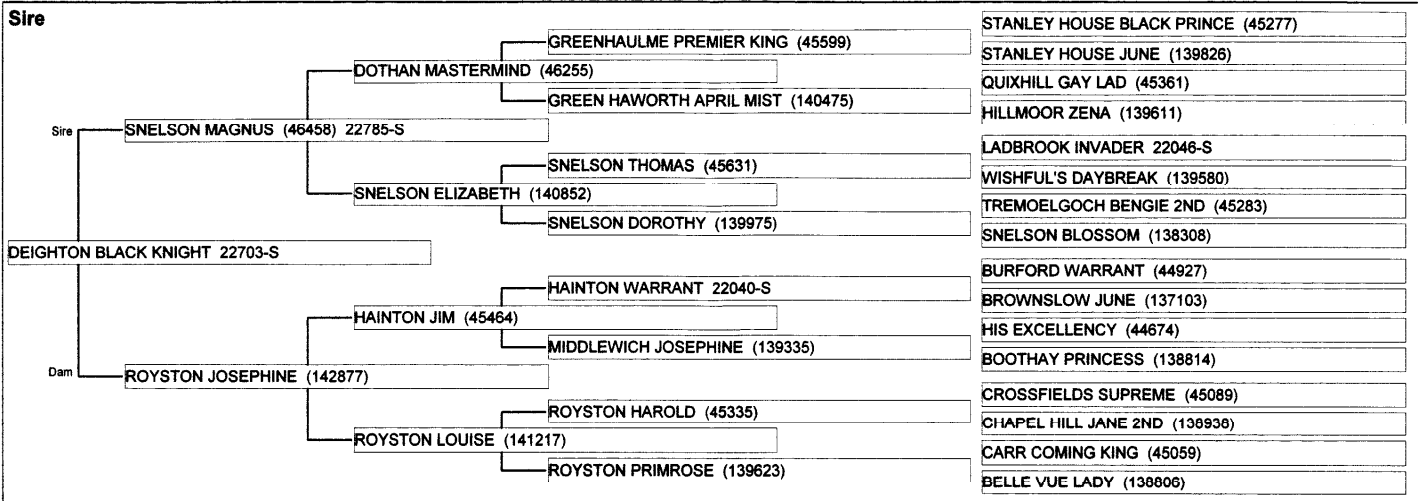 Sire
STANLEY HOUSE BLACK PRINCE (45277)
GREENHAULME PREMIER KING (45599)
STANLEY HOUSE JUNE (139826)
DOTHAN MASTERMIND (46255)
QUIXHILL GAY LAD (45361)
GREEN HAWORTH APRIL MIST (140475)
HILLMOOR ZENA (139611)
Sire
SNELSON MAGNUS (46458) 22785-S
LADBROOK INVADER 22046-S
SNELSON THOMAS (45631)
WISHFUL'S DAYBREAK (139580)
SNELSON ELIZABETH (140852)
TREMOELGOCH BENGIE 2ND (45283)
SNELSON DOROTHY (139975)
SNELSON BLOSSOM (138308)
DEIGHTON BLACK KNIGHT 22703-S
BURFORD WARRANT (44927)
HAINTON WARRANT 22040-S
BROWNSLOW JUNE (137103)
HAINTON JIM (45464)
HIS EXCELLENCY (44674)
MIDDLEWICH JOSEPHINE (139335)
BOOTHAY PRINCESS (138814)
Dam
ROYSTON JOSEPHINE (142877)
CROSSFIELDS SUPREME (45089)
ROYSTON HAROLD (45335)
CHAPEL HILL JANE 2ND (138938)
ROYSTON LOUISE (141217)
CARR COMING KING (45059)
ROYSTON PRIMROSE (139623)
BELLE VUE LADY (138806)